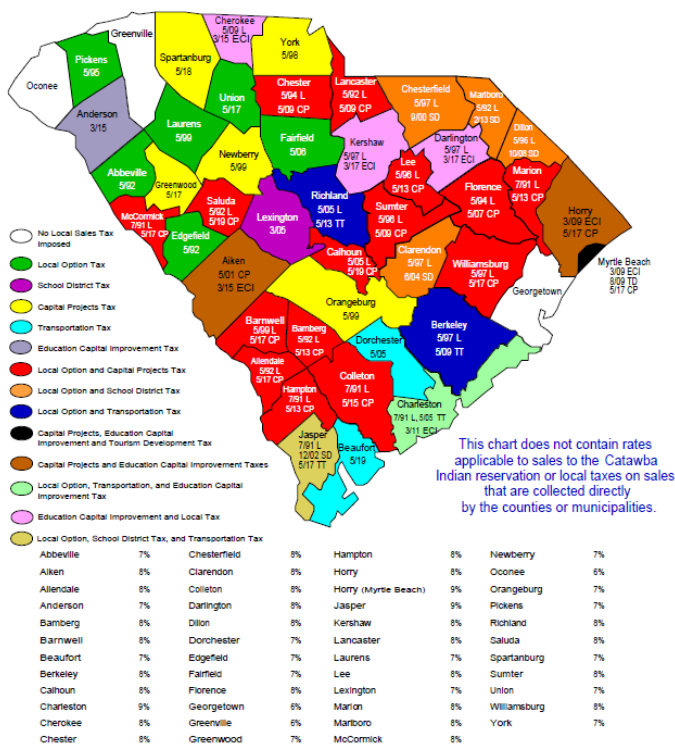 Cherokee
5/09 L
3/15 ECI
Greenville
York
5/98
Spartanburg
5/18
Pickens
5/95
Oconee
Union
5/17
Chester
5/94 L
5/09 CP
Lancaster
5/92 L
5/09 CP
Chesterfield
5/97 L
9/00 SD
Marlboro
5/92 L
2/13 SD
Dillon
5/96 L
10/08 SD
Anderson
3/15
Laurens
5/99
Newberry
5/99
Fairfield
5/06
Kershaw
5/97 L
3/17 ECI
Darlington
5/97 L
3/17 ECI
Lee
5/96 L
5/13 CP
Florence
5/94 L
5/07 CP
Marion
7/91 L
5/13 CP
Horry
3/09 ECI
5/17 CP
Abbeville
5/92
Greenwood
5/17
McCormick
7/91 L
5/17 CP
Saluda
5/92 L
5/19 CP
Lexington
3/05
Richland
5/05 L
5/13 TT
Sumter
5/96 L
5/09 CP
Edgefield
5/92
Calhoun
5/05 L
5/19 CP
Clarendon
5/97 L
6/04 SD
Williamsburg
5/97 L
5/17 CP
Georgetown
Myrtle Beach
3/09 ECI
8/09 TD
5/17 CP
Aiken
5/01 CP
3/15 ECI
Orangeburg
5/99
Barnwell
5/99 L
5/17 CP
Bamberg
5/92 L
5/13 CP
Dorchester
5/05
Berkeley
5/97 L
5/09 TT
Allendale
5/92 L
5/17 CP
Hampton
7/91 L
5/13 CP
Colleton
7/91 L
5/15 CP
Charleston
7/91 L, 5/05 TT
3/11 ECI
Jasper
7/91 L
12/02 SD
5/17 TT
Beaufort
5/19
No Local Sales Tax
Imposed
Local Option Tax
School District Tax
Capital Projects Tax
Transportation Tax
Education Capital Improvement Tax
Local Option and Capital Projects Tax
Local Option and School District Tax
Local Option and Transportation Tax
Capital Projects, Education Capital
Improvement and Tourism Development Tax
Capital Projects and Education Capital Improvement Taxes
Local Option, Transportation, and Education Capital
Improvement Tax
Education Capital Improvement and Local Tax
Local Option, School District Tax, and Transportation Tax
This chart does not contain rates
applicable to sales to the Catawba
Indian reservation or local taxes on sales
that are collected directly
by the counties or municipalities.
Abbeville 7% Chesterfield 8% Hampton 8% Newberry 7%
Aiken 8% Clarendon 8% Horry 8% Oconee 6%
Allendale 8% Colleton 8% Horry (Myrtle Beach) 9% Orangeburg 7%
Anderson 7% Darlington 8% Jasper 9% Pickens 7%
Bamberg 8% Dillon 8% Kershaw 8% Richland 8%
Barnwell 8% Dorchester 7% Lancaster 8% Saluda 8%
Beaufort 7% Edgefield 7% Laurens 7% Spartanburg 7%
Berkeley 8% Fairfield 7% Lee 8% Sumter 8%
Calhoun 8% Florence 8% Lexington 7% Union 7%
Charleston 9% Georgetown 6% Marion 8% Williamsburg 8%
Cherokee 8% Greenville 6% Marlboro 8% York 7%
Chester 8% Greenwood 7% McCormick 8%